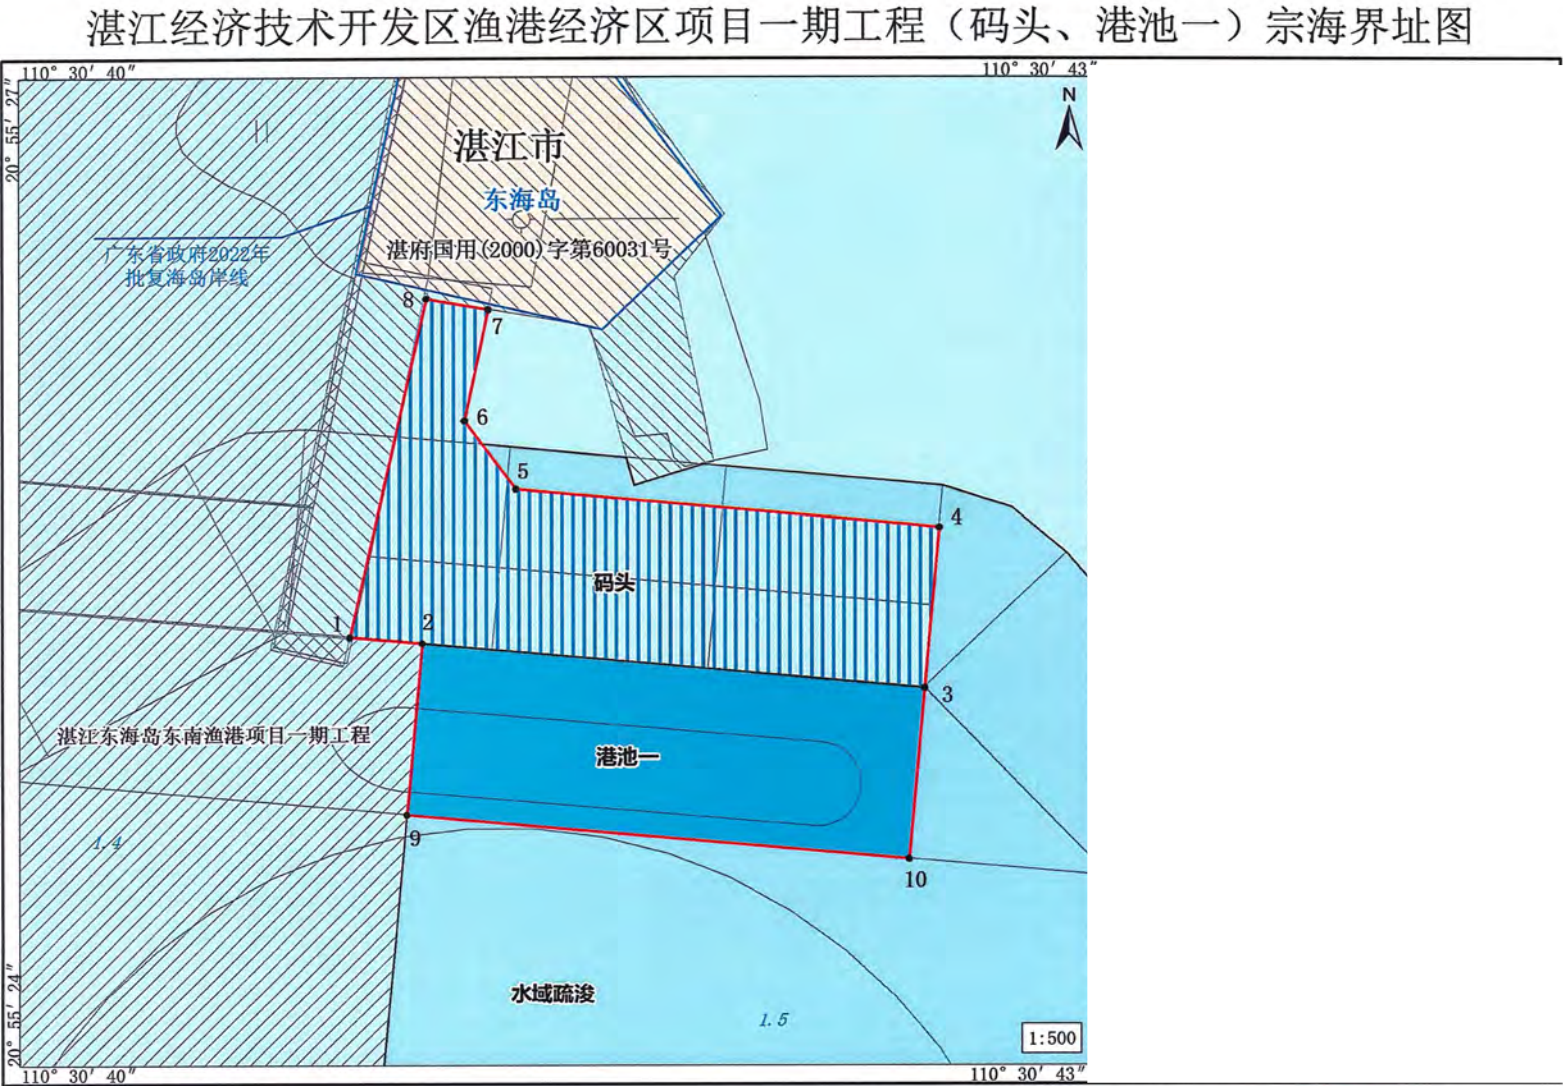 湛江经济技术开发区渔港经济区项目一期工程（码头、港池一）宗海界址图
110° 30′ 40″
110° 30′ 43″
20° 55′ 27″
N
湛江市
东海岛
湛府国用(2000)字第60031号
广东省政府2022年
批复海岛岸线
8
7
6
5
4
码头
1
2
3
湛江东海岛东南渔港项目一期工程
港池一
1.4
9
10
水域疏浚
1.5
20° 55′ 24″
1:500
110° 30′ 40″
110° 30′ 43″